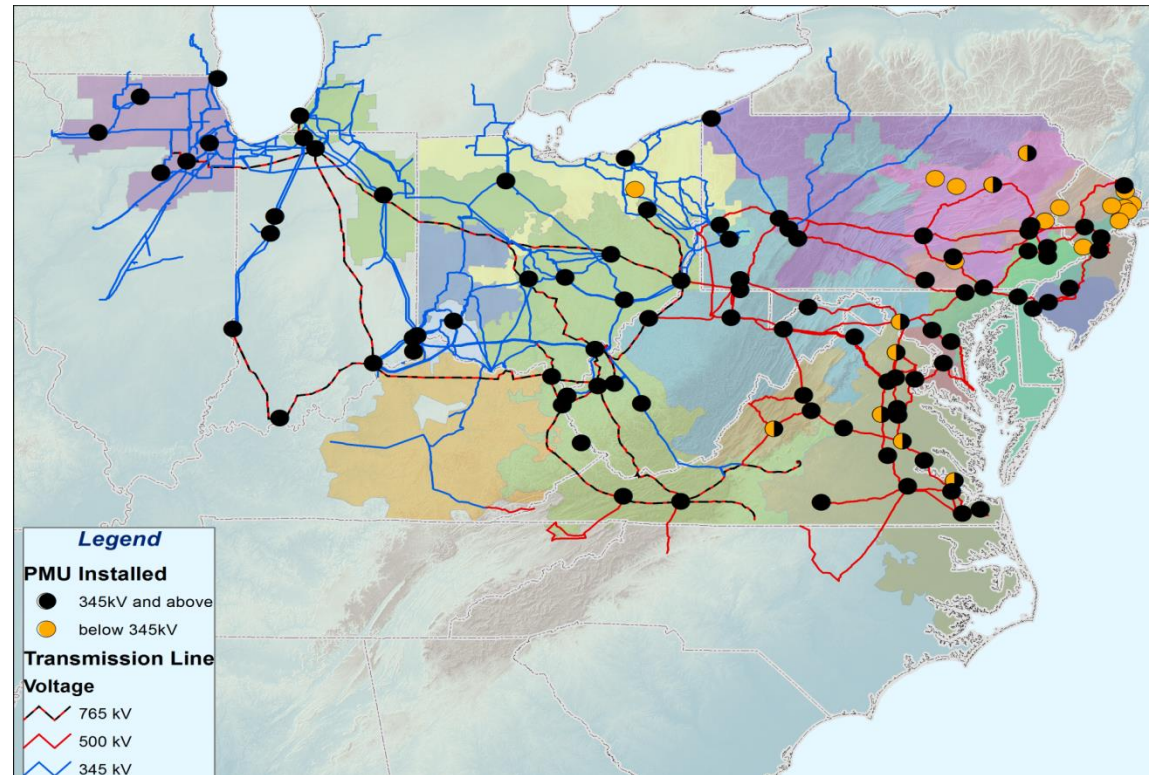 Legend
PMU Installed
345kV and above
below 345kV
Transmission Line
Voltage
765 kV
500 kV
345 kV